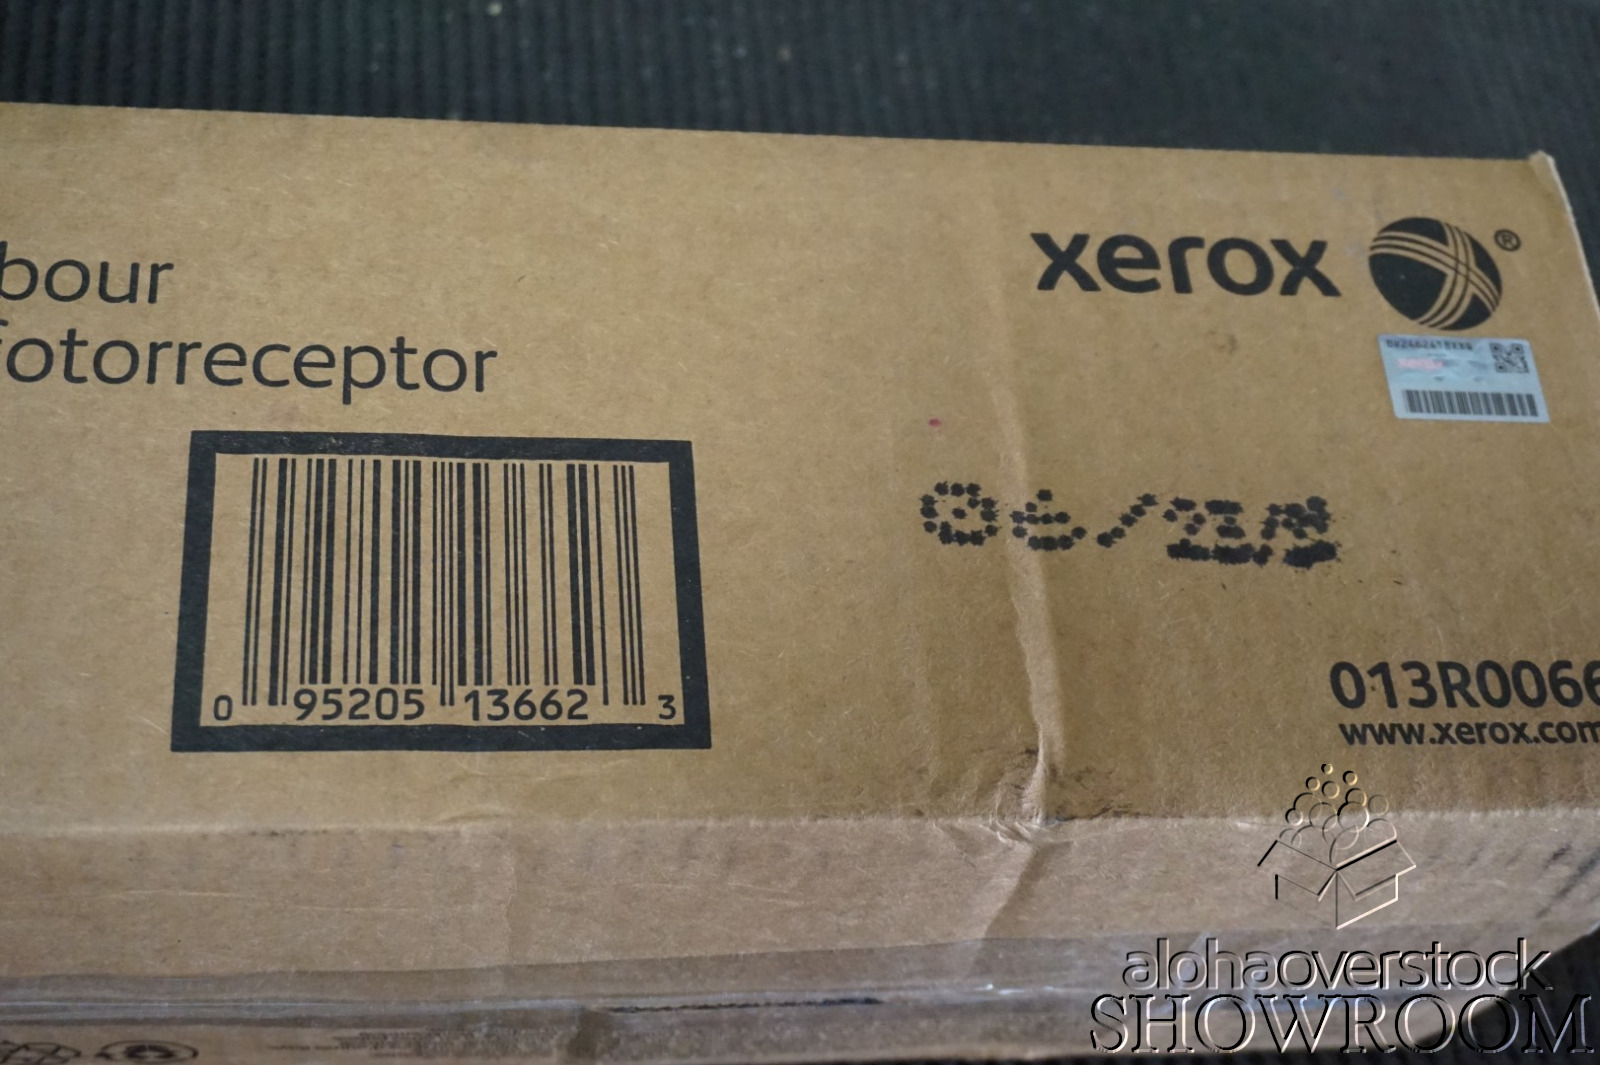 bour
fotorreceptor
xerox ®
0 95205 13662 3
013R0066
www.xerox.com
alohaoverstock
SHOWROOM